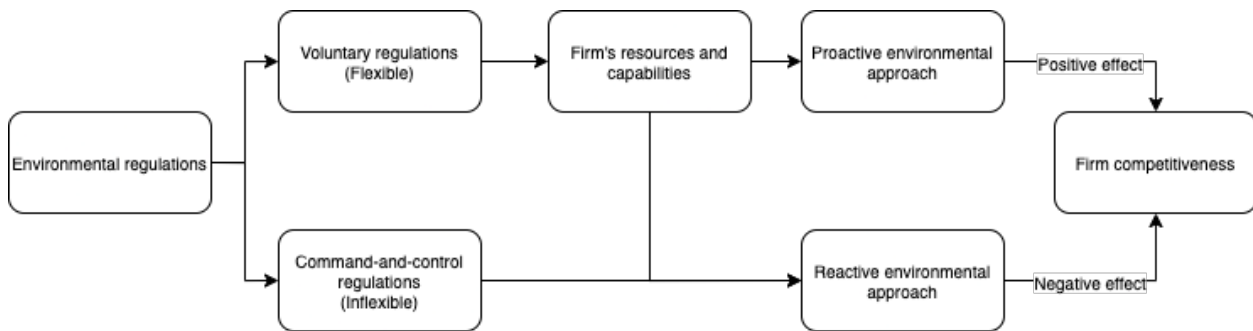 Voluntary regulations
(Flexible)
Firm's resources and
capabilities
Proactive environmental
approach
Positive effect
Environmental regulations
Firm competitiveness
Command-and-control
regulations
(Inflexible)
Reactive environmental
approach
Negative effect